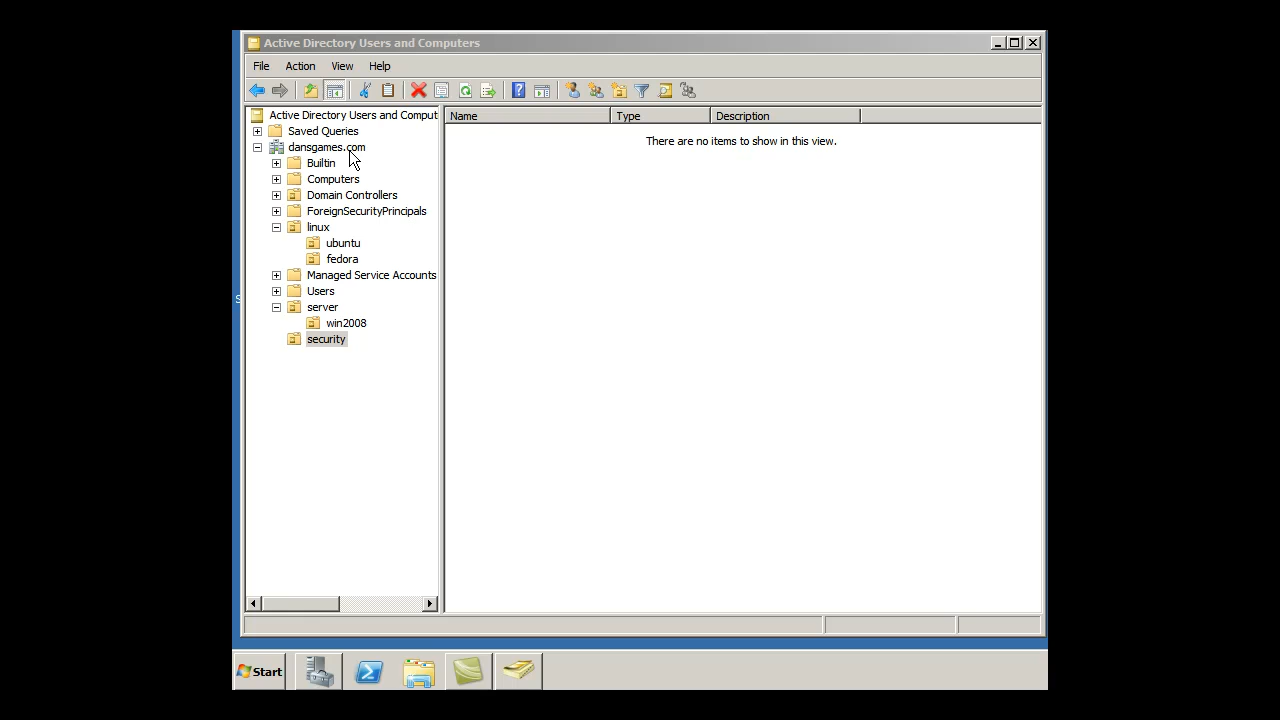 Active Directory Users and Computers
File Action View Help
Active Directory Users and Comput
Saved Queries
dansgames.com
Builtin
Computers
Domain Controllers
ForeignSecurityPrincipals
linux
ubuntu
fedora
Managed Service Accounts
Users
server
win2008
security
Name Type Description
There are no items to show in this view.
S
Start